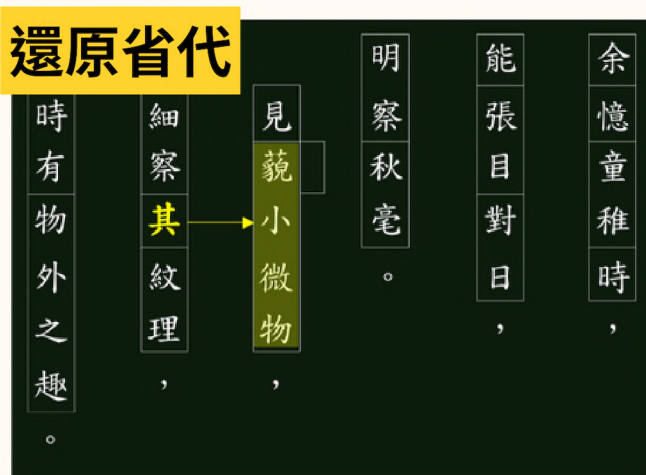 還原省代
余憶童稚時，
能張目對日，
明察秋毫。
見藐小微物，
細察其紋理，
時有物外之趣。